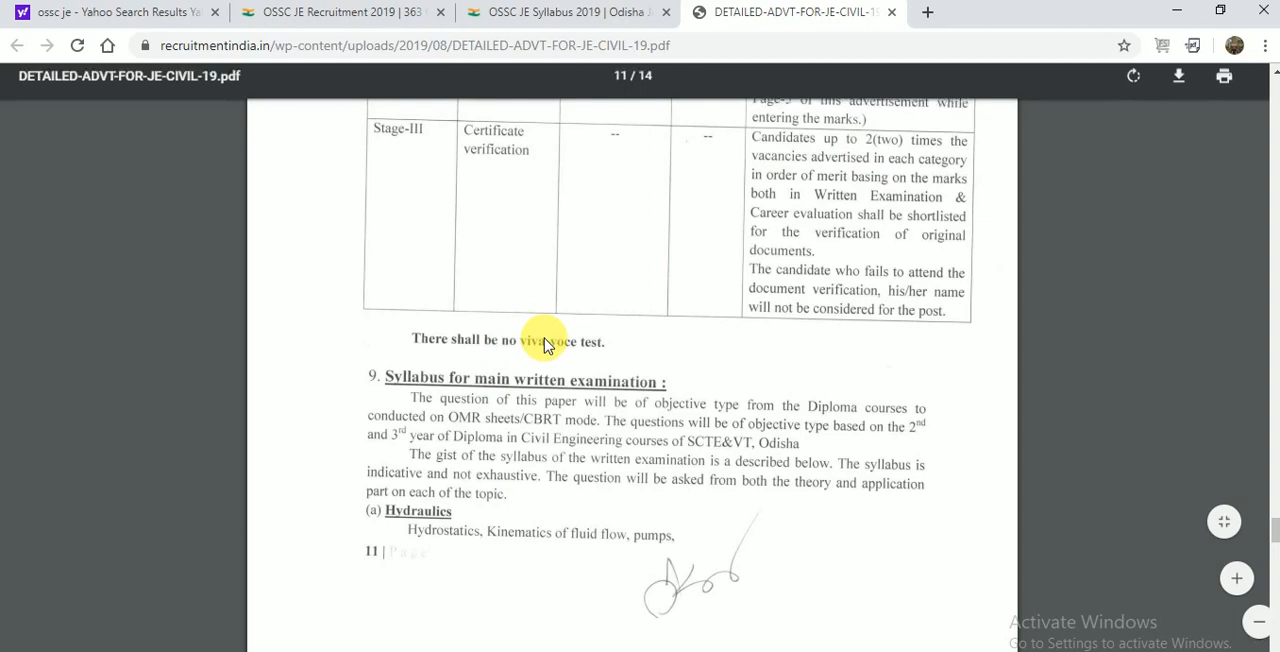 ossc je - Yahoo Search Results Ya
OSSC JE Recruitment 2019 | 363
OSSC JE Syllabus 2019 | Odisha J
DETAILED-ADVT-FOR-JE-CIVIL-1
recruitmentindia.in/wp-content/uploads/2019/08/DETAILED-ADVT-FOR-JE-CIVIL-19.pdf
DETAILED-ADVT-FOR-JE-CIVIL-19.pdf
11 / 14
Page-5 of this advertisement while
entering the marks.)
Stage-III
Certificate
verification
--
--
Candidates up to 2(two) times the
vacancies advertised in each category
in order of merit basing on the marks
both in Written Examination &
Career evaluation shall be shortlisted
for the verification of original
documents.
The candidate who fails to attend the
document verification, his/her name
will not be considered for the post.
There shall be no viva voce test.
9. Syllabus for main written examination :
The question of this paper will be of objective type from the Diploma courses to
conducted on OMR sheets/CBRT mode. The questions will be of objective type based on the 2nd
and 3rd year of Diploma in Civil Engineering courses of SCTE&VT, Odisha
The gist of the syllabus of the written examination is a described below. The syllabus is
indicative and not exhaustive. The question will be asked from both the theory and application
part on each of the topic.
(a) Hydraulics
Hydrostatics, Kinematics of fluid flow, pumps,
11 | Page
Activate Windows
Go to Settings to activate Windows.